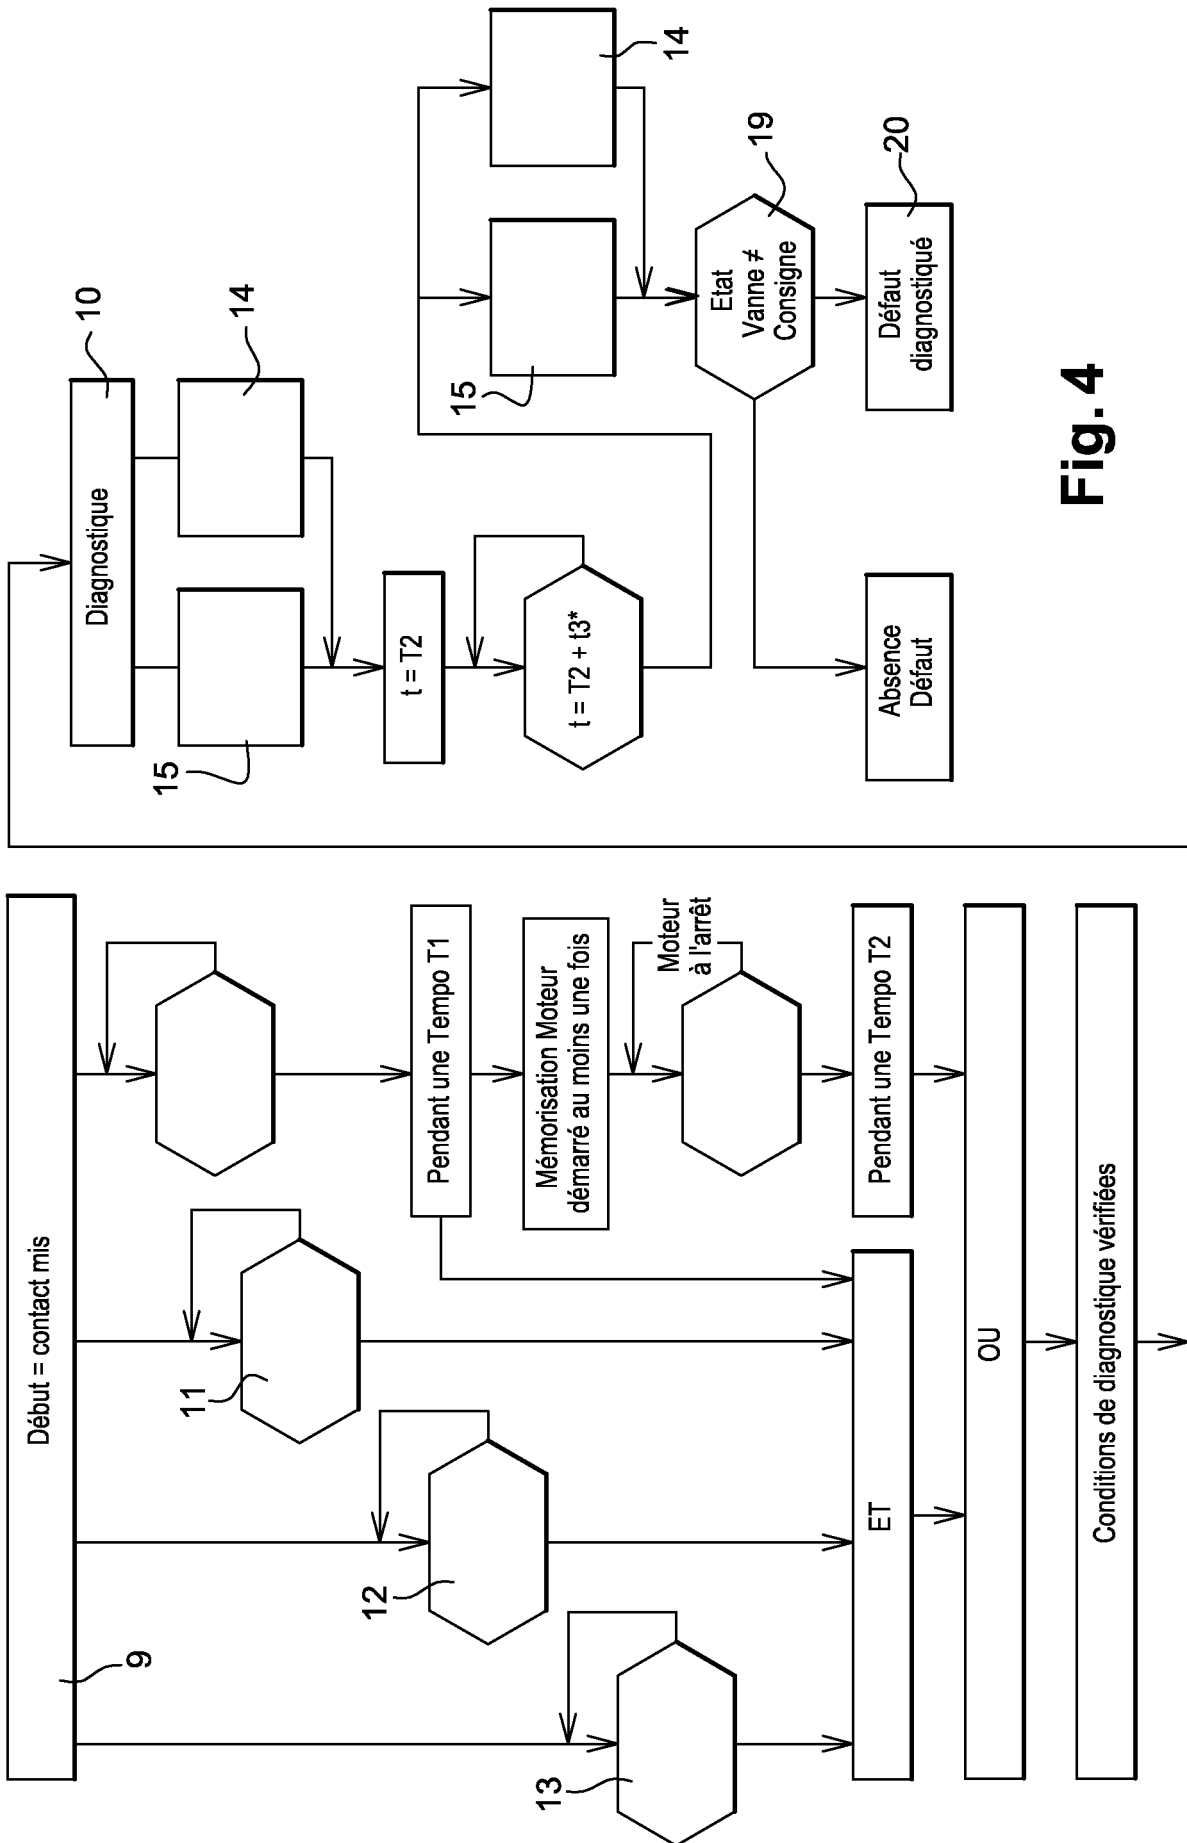 Début = contact mis
9
11
12
13
Pendant une Tempo T1
Mémorisation Moteur
démarré au moins une fois
Moteur
à l'arrêt
Pendant une Tempo T2
ET
OU
Conditions de diagnostique vérifiées
Diagnostique
10
15
14
t = T2
t = T2 + t3*
15
14
Etat
Vanne ≠
Consigne
19
Absence
Défaut
Défaut
diagnostiqué
20
Fig. 4